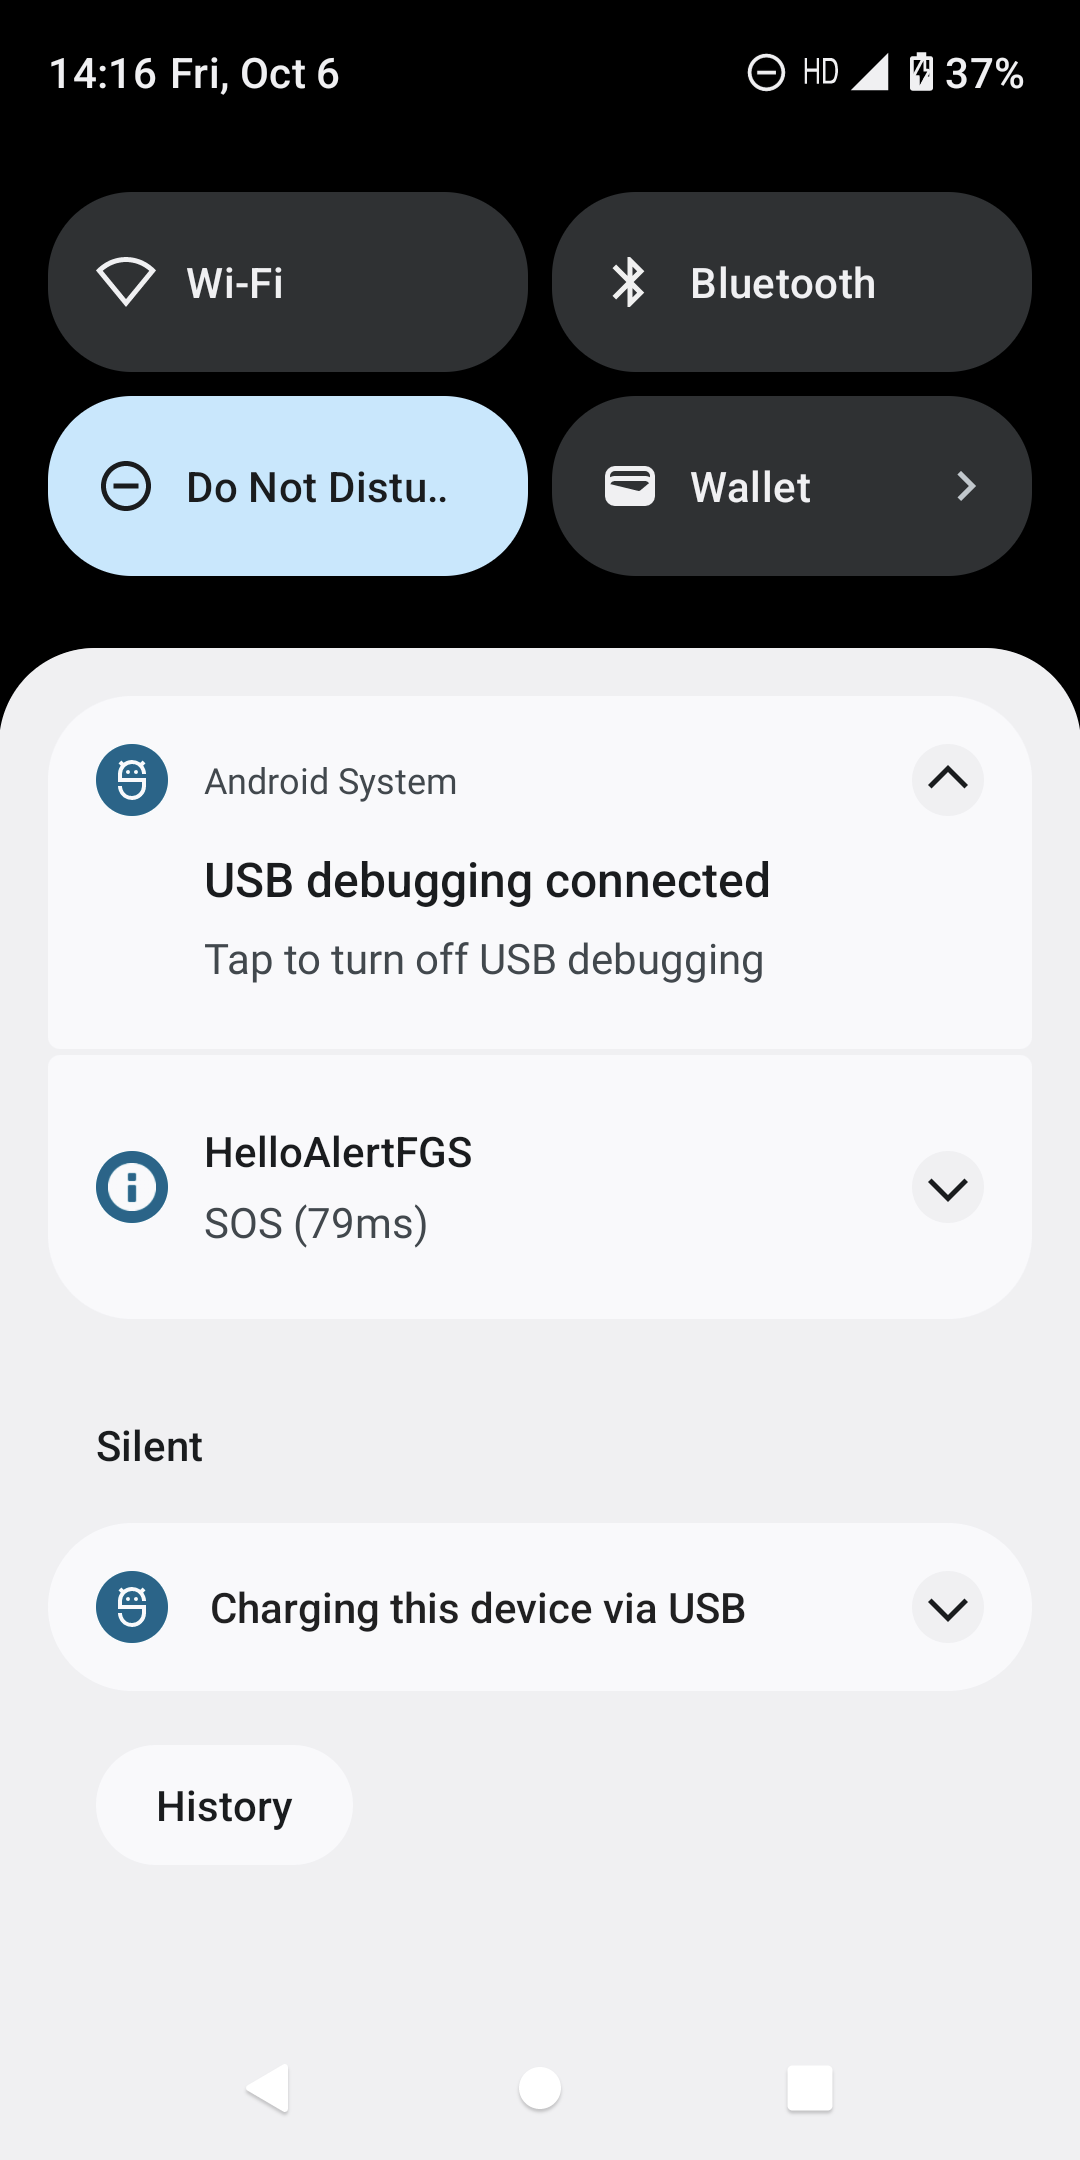 14:16 Fri, Oct 6
HD 37%
Wi-Fi
Bluetooth
Do Not Distu..
Wallet
Android System
USB debugging connected
Tap to turn off USB debugging
HelloAlertFGS
SOS (79ms)
Silent
Charging this device via USB
History